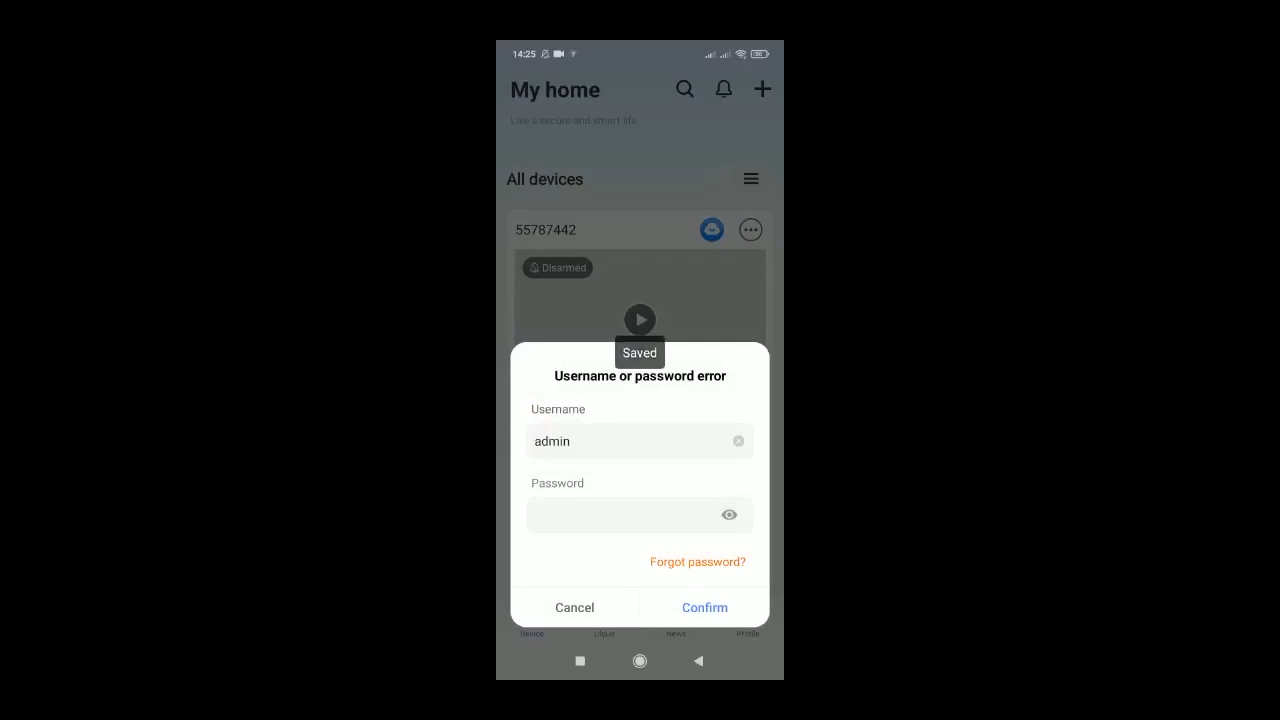 14:25
86
My home
Live a secure and smart life
All devices
55787442
Disarmed
Saved
Username or password error
Username
admin
Password
Forgot password?
Cancel
Confirm
Device
Cloud
News
Profile